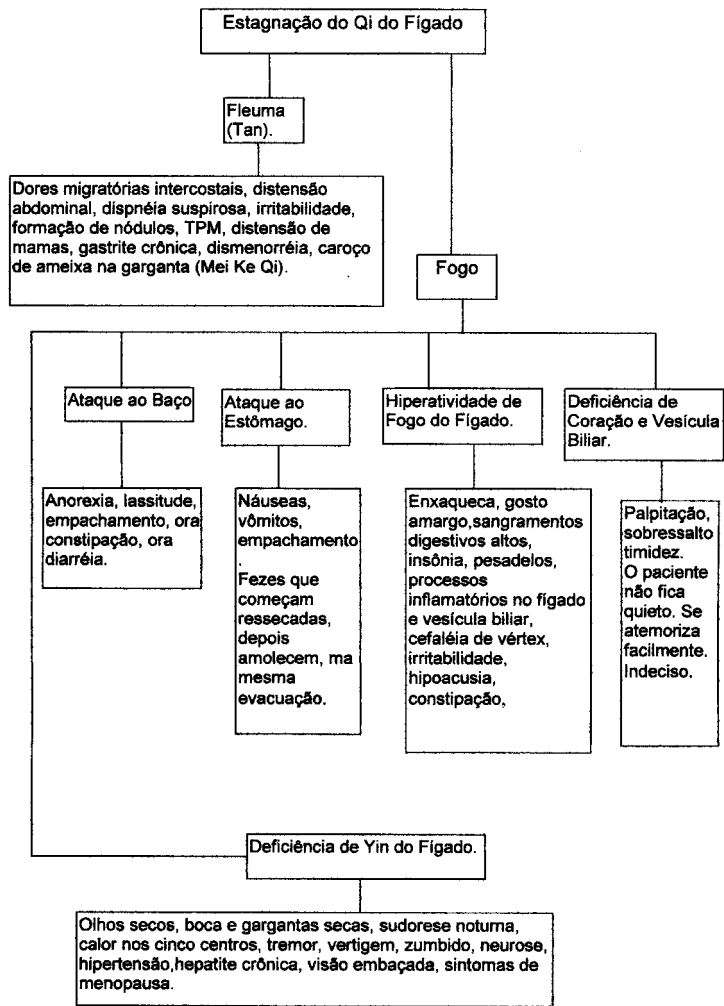 Estagnação do Qi do Fígado
Fleuma
(Tan).
Dores migratórias intercostais, distensão
abdominal, dispnéia suspirosa, irritabilidade,
formação de nódulos, TPM, distensão de
mamas, gastrite crônica, dismenorréia, caroço
de ameixa na garganta (Mei Ke Qi).
Fogo
Ataque ao Baço
Anorexia, lassitude,
empachamento, ora
constipação, ora
diarréia.
Ataque ao
Estômago.
Náuseas,
vômitos,
empachamento
.
Fezes que
começam
ressecadas,
depois
amolecem, ma
mesma
evacuação.
Hiperatividade de
Fogo do Fígado.
Enxaqueca, gosto
amargo,sangramentos
digestivos altos,
insônia, pesadelos,
processos
inflamatórios no fígado
e vesícula biliar,
cefaléia de vértex,
irritabilidade,
hipoacusia,
constipação,
Deficiência de
Coração e Vesícula
Biliar.
Palpitação,
sobressalto
timidez.
O paciente
não fica
quieto. Se
atemoriza
facilmente.
Indeciso.
Deficiência de Yin do Fígado.
Olhos secos, boca e gargantas secas, sudorese noturna,
calor nos cinco centros, tremor, vertigem, zumbido, neurose,
hipertensão,hepatite crônica, visão embaçada, sintomas de
menopausa.